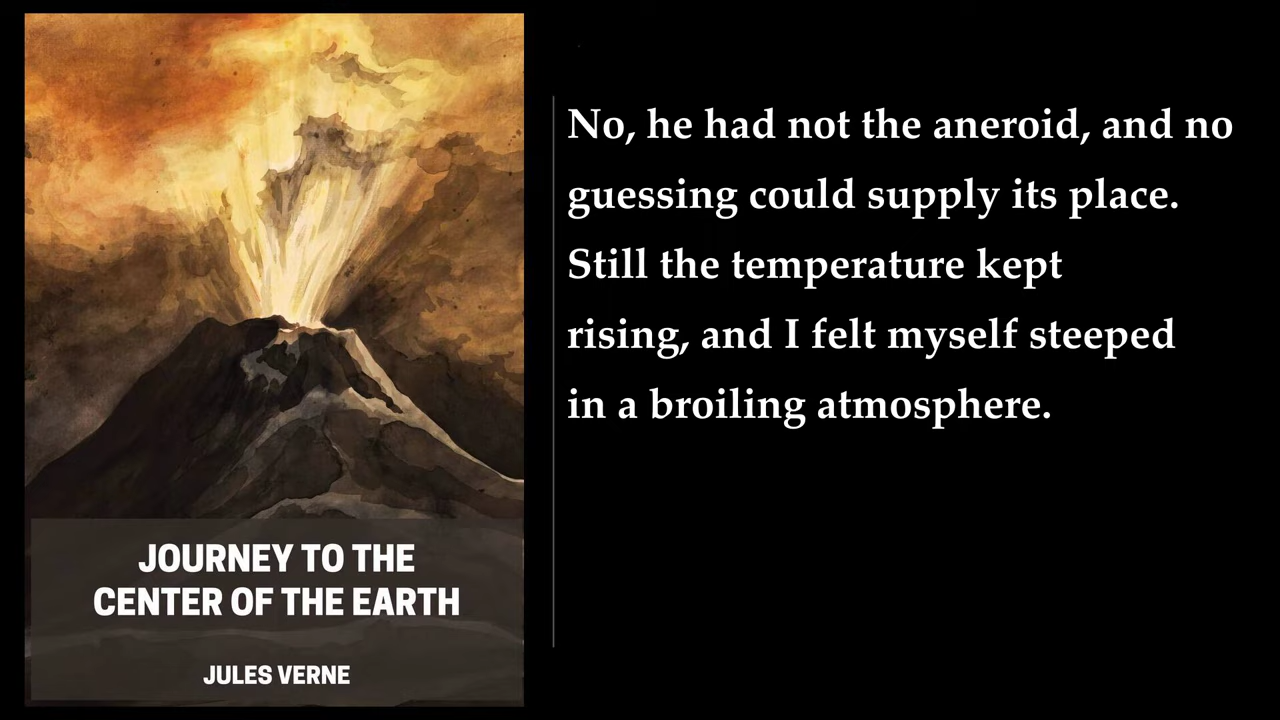 JOURNEY TO THE
CENTER OF THE EARTH
JULES VERNE
No, he had not the aneroid, and no
guessing could supply its place.
Still the temperature kept
rising, and I felt myself steeped
in a broiling atmosphere.